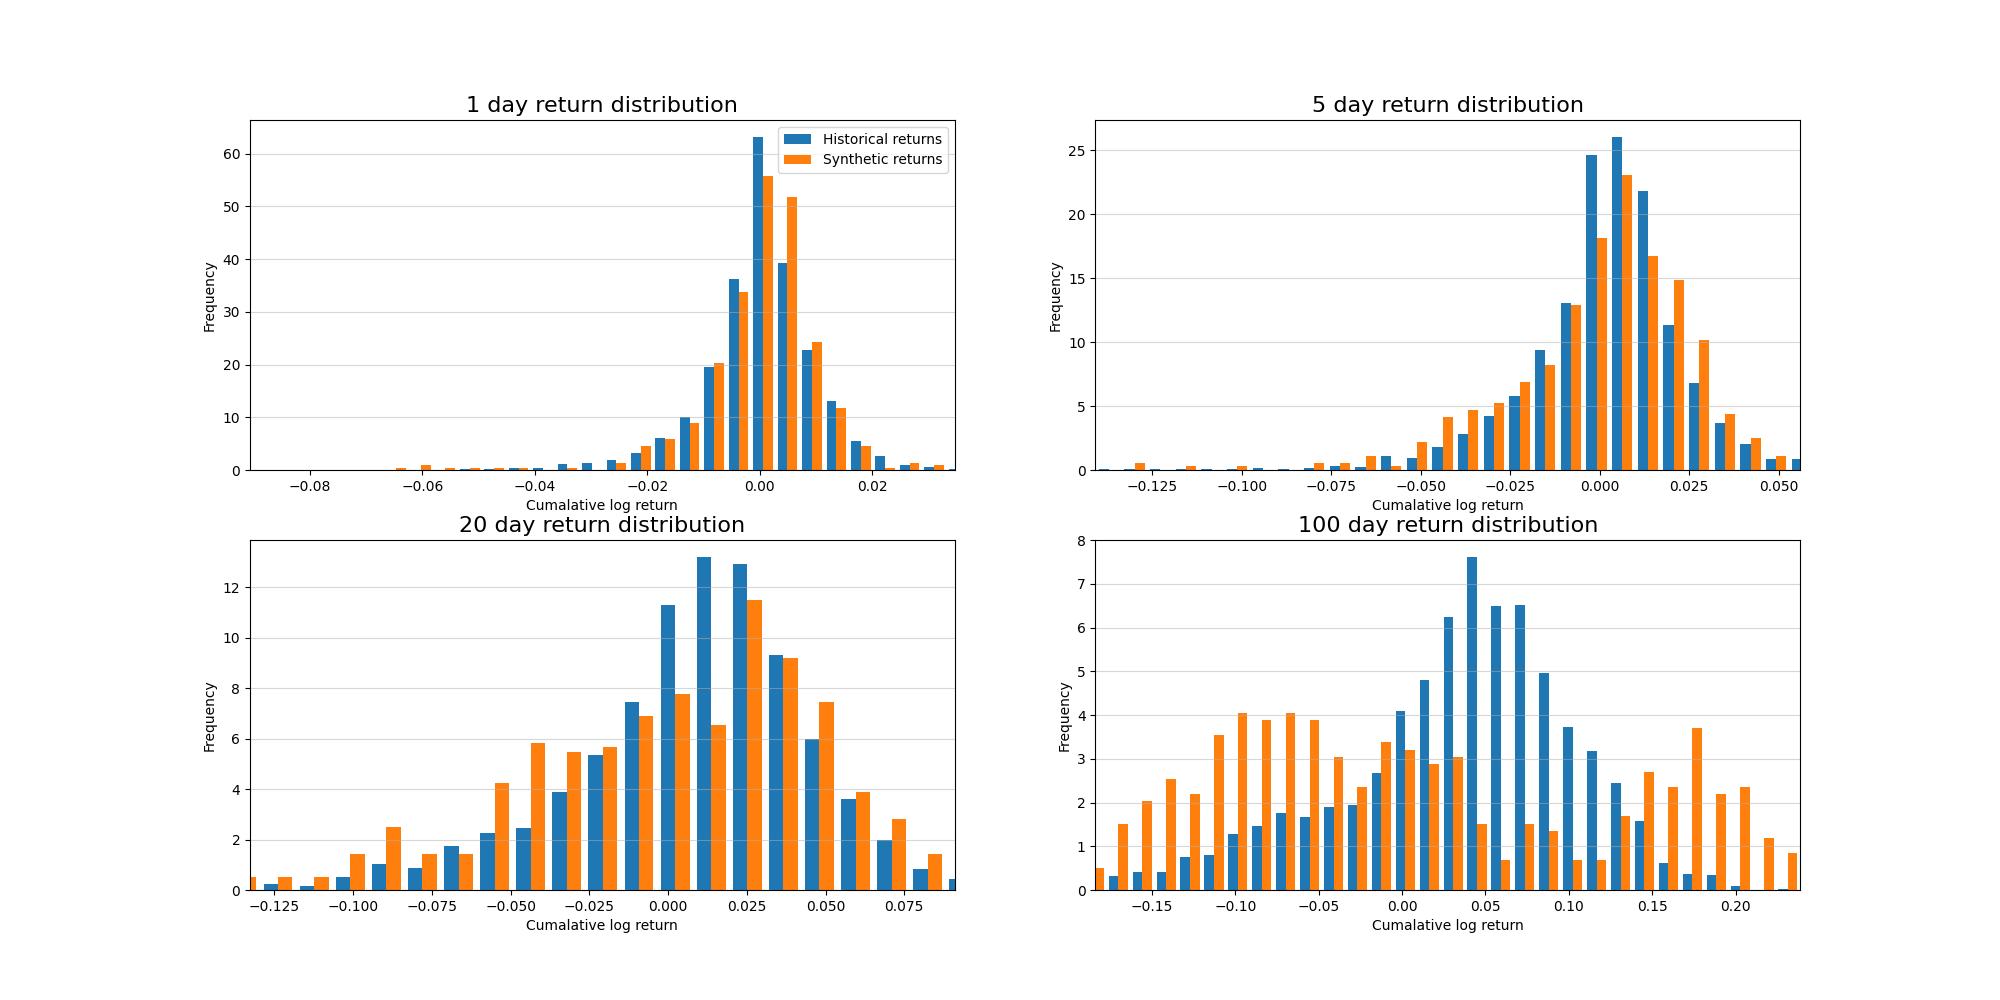 1 day return distribution
Historical returns
Synthetic returns
Frequency
60
50
40
30
20
10
0
−0.08 −0.06 −0.04 −0.02 0.00 0.02
Cumalative log return
5 day return distribution
Frequency
25
20
15
10
5
0
−0.125 −0.100 −0.075 −0.050 −0.025 0.000 0.025 0.050
Cumalative log return
20 day return distribution
Frequency
12
10
8
6
4
2
0
−0.125 −0.100 −0.075 −0.050 −0.025 0.000 0.025 0.050 0.075
Cumalative log return
100 day return distribution
Frequency
8
7
6
5
4
3
2
1
0
−0.15 −0.10 −0.05 0.00 0.05 0.10 0.15 0.20
Cumalative log return